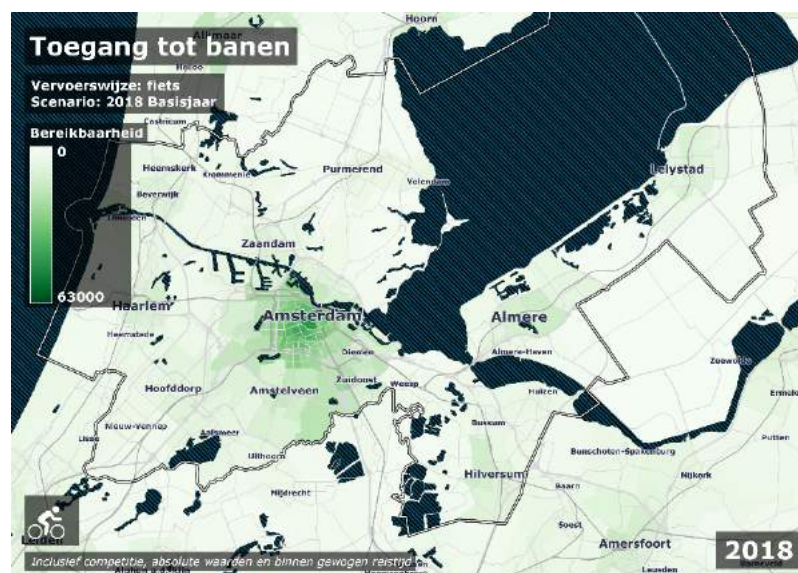 Hoorn
Toegang tot banen
Vervoerswijze: fiets
Scenario: 2018 Basisjaar
Castricum
Bereikbaarheid
0
63000
Heemskerk
Krommenie
Purmerend
Volendam
Lelystad
Beverwijk
Zaandam
Haarlem
Amsterdam
Almere
Heemstede
Diemen
Almere-Haven
Zeewolde
Hoofddorp
Amstelveen
Zuidoost
Weesp
Huizen
Ermelo
Nieuw-Vennep
Aalsmeer
Bussum
Lisse
Uithoorn
Putten
Bunschoten-Spakenburg
Hilversum
Nijkerk
Mijdrecht
Baarn
Soest
Leiden
Amersfoort
2018
Inclusief competitie, absolute waarden en binnen gewogen reistijd.
Leusden